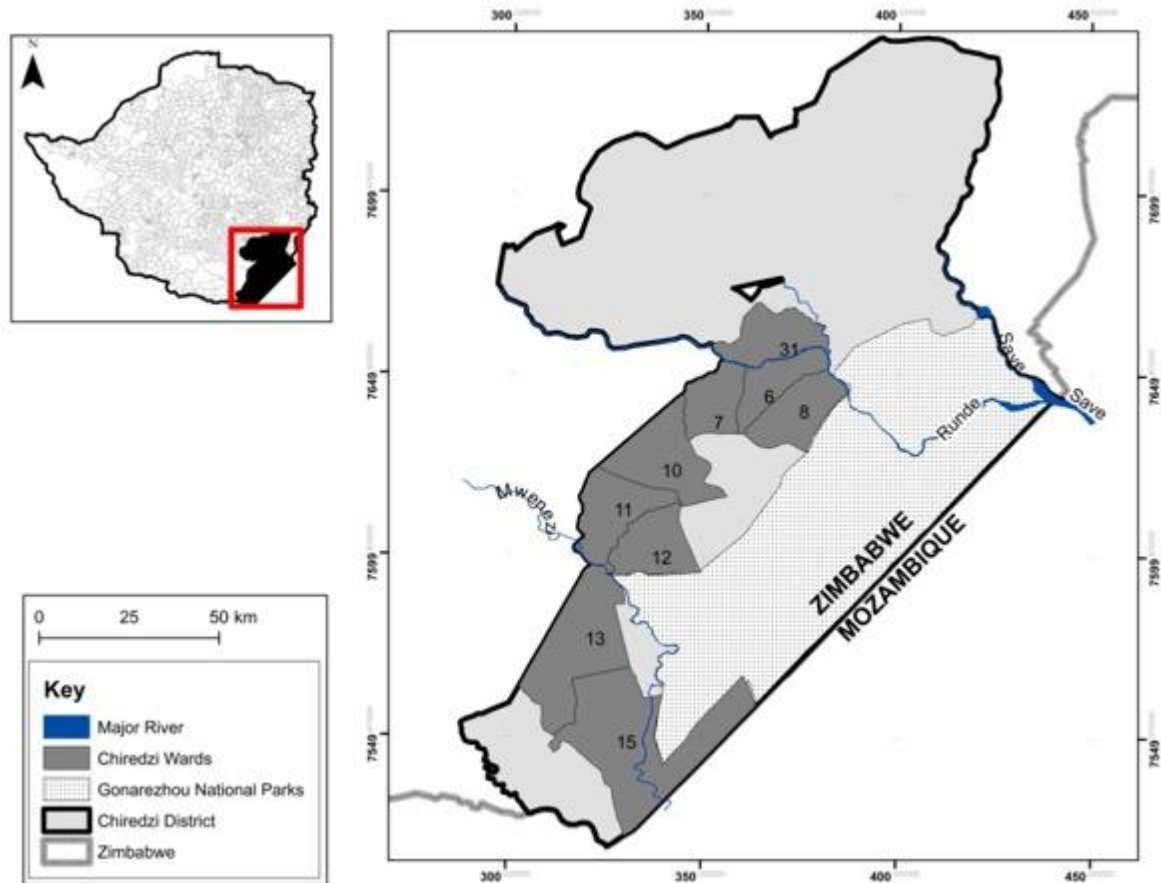 N
300 350 400 450
7699 7699
31
Save
6
7649 7649
8
7
Save
Runde
10
Mwenezi
11
12
7599 7599
ZIMBABWE
MOZAMBIQUE
13
15
7549 7549
300 350 400 450
0 25 50 km
Key
Major River
Chiredzi Wards
Gonarezhou National Parks
Chiredzi District
Zimbabwe